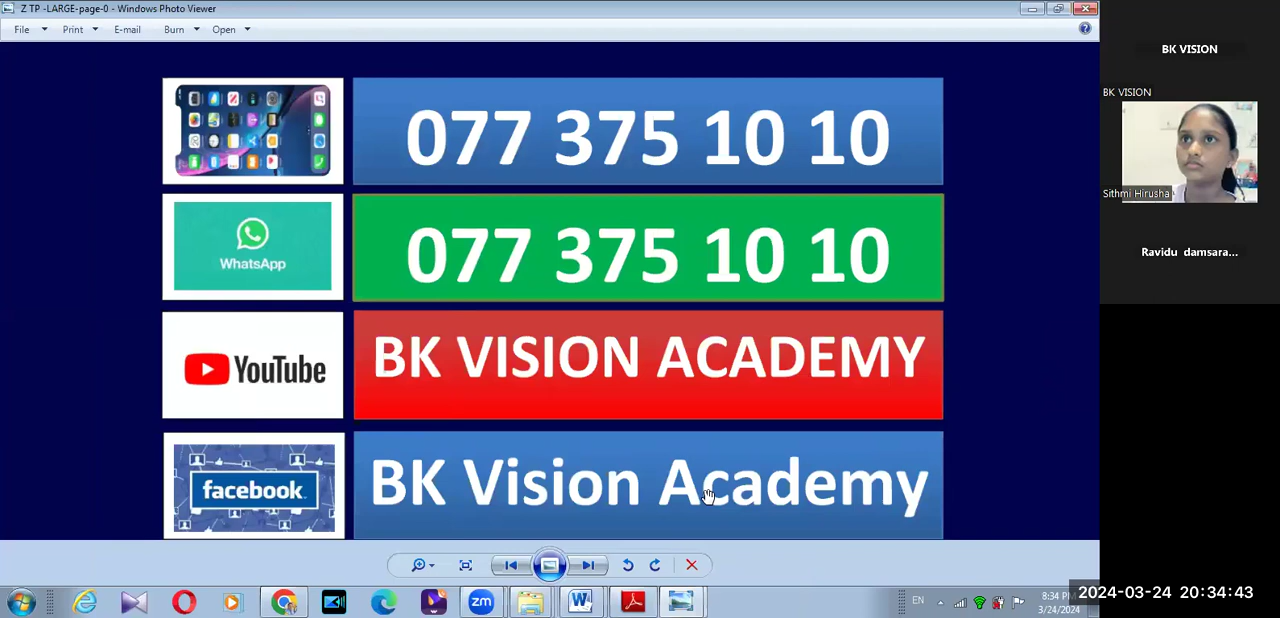 Z TP -LARGE-page-0 - Windows Photo Viewer
File Print E-mail Burn Open
BK VISION
BK VISION
077 375 10 10
Sithmi Hirusha
WhatsApp
077 375 10 10
Ravidu damsara...
YouTube
BK VISION ACADEMY
facebook
BK Vision Academy
zm
EN
8:34 PM
3/24/2024
2024-03-24 20:34:43